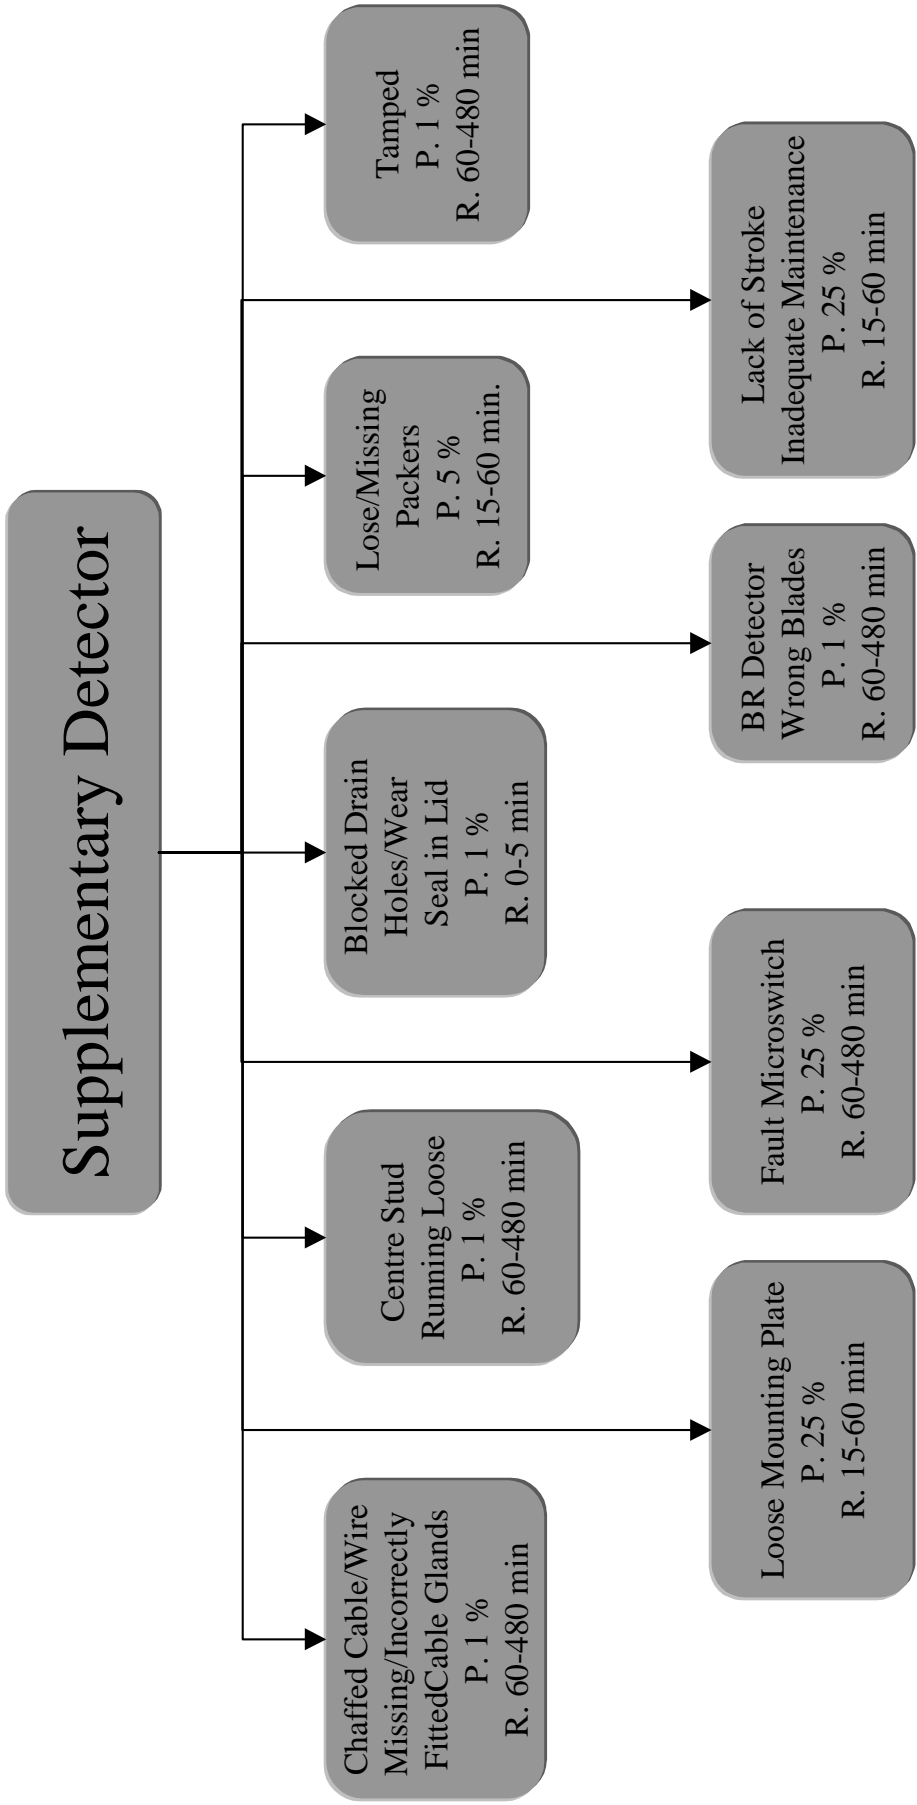 Supplementary Detector
Chaffed Cable/Wire
Missing/Incorrectly
FittedCable Glands
P. 1 %
R. 60-480 min
Centre Stud
Running Loose
P. 1 %
R. 60-480 min
Blocked Drain
Holes/Wear
Seal in Lid
P. 1 %
R. 0-5 min
Lose/Missing
Packers
P. 5 %
R. 15-60 min.
Tamped
P. 1 %
R. 60-480 min
Loose Mounting Plate
P. 25 %
R. 15-60 min
Fault Microswitch
P. 25 %
R. 60-480 min
BR Detector
Wrong Blades
P. 1 %
R. 60-480 min
Lack of Stroke
Inadequate Maintenance
P. 25 %
R. 15-60 min